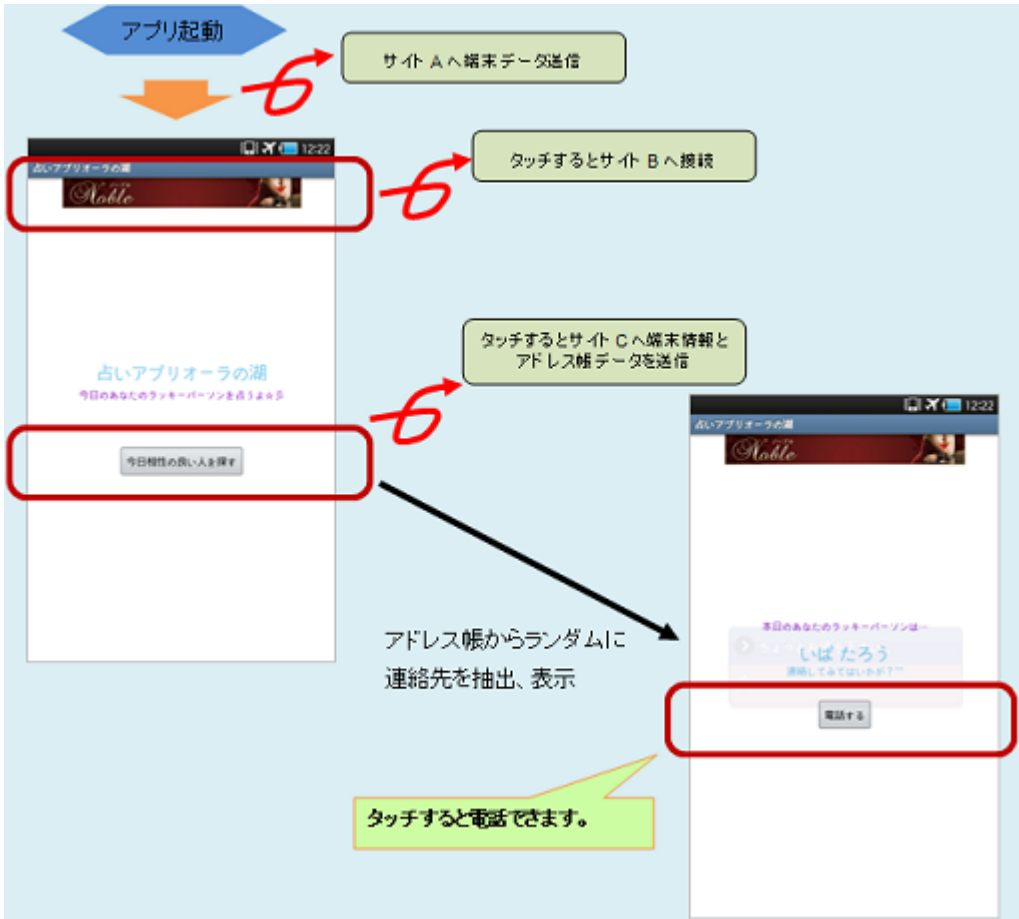 アプリ起動
サイト A へ端末データ送信
12:22
占いアプリオーラの湖
Noble
タッチするとサイト B へ接続
占いアプリオーラの湖
今日のあなたのラッキーパーソンを占うよ☆彡
タッチするとサイト C へ端末情報と
アドレス帳データを送信
今日相性の良い人を探す
12:22
占いアプリオーラの湖
Noble
アドレス帳からランダムに
連絡先を抽出、表示
本日のあなたのラッキーパーソンは…
いば たろう
連絡してみてはいかが？^^
電話する
タッチすると電話できます。